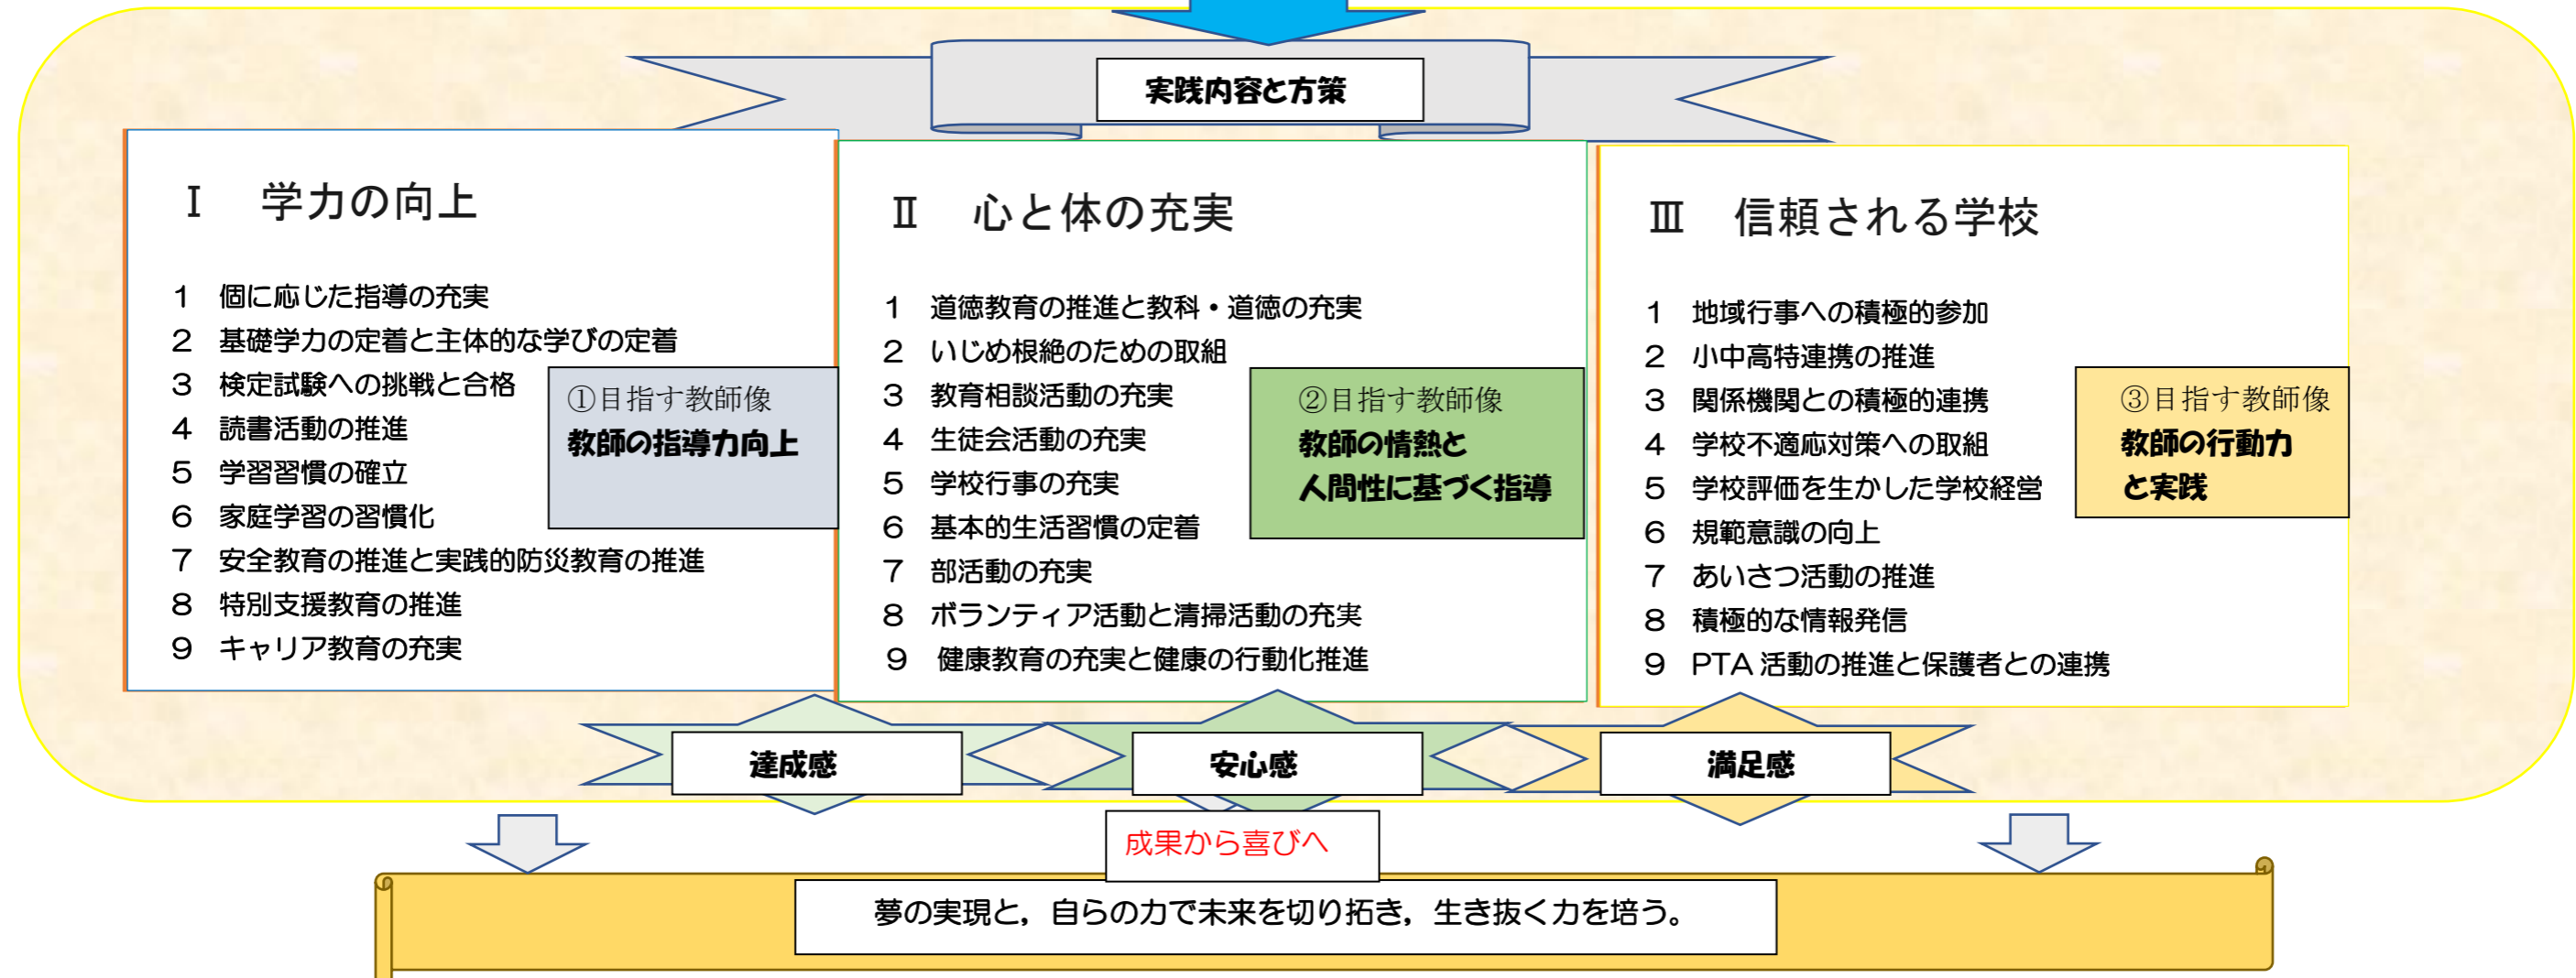 実践内容と方策
Ⅰ　学力の向上
１　個に応じた指導の充実
２　基礎学力の定着と主体的な学びの定着
３　検定試験への挑戦と合格
４　読書活動の推進
５　学習習慣の確立
６　家庭学習の習慣化
７　安全教育の推進と実践的防災教育の推進
８　特別支援教育の推進
９　キャリア教育の充実
①目指す教師像
教師の指導力向上
Ⅱ　心と体の充実
１　道徳教育の推進と教科・道徳の充実
２　いじめ根絶のための取組
３　教育相談活動の充実
４　生徒会活動の充実
５　学校行事の充実
６　基本的生活習慣の定着
７　部活動の充実
８　ボランティア活動と清掃活動の充実
９　健康教育の充実と健康の行動化推進
②目指す教師像
教師の情熱と
人間性に基づく指導
Ⅲ　信頼される学校
１　地域行事への積極的参加
２　小中高特連携の推進
３　関係機関との積極的連携
４　学校不適応対策への取組
５　学校評価を生かした学校経営
６　規範意識の向上
７　あいさつ活動の推進
８　積極的な情報発信
９　PTA 活動の推進と保護者との連携
③目指す教師像
教師の行動力
と実践
達成感
安心感
満足感
成果から喜びへ
夢の実現と，自らの力で未来を切り拓き，生き抜く力を培う。